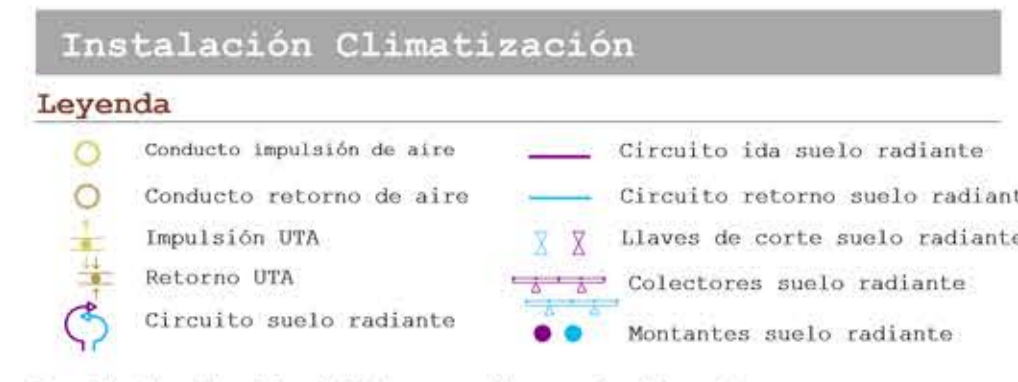 Instalación Climatización
Leyenda
Conducto impulsión de aire
Conducto retorno de aire
Impulsión UTA
Retorno UTA
Circuito suelo radiante
Circuito ida suelo radiante
Circuito retorno suelo radiant
Llaves de corte suelo radiante
Colectores suelo radiante
Montantes suelo radiante